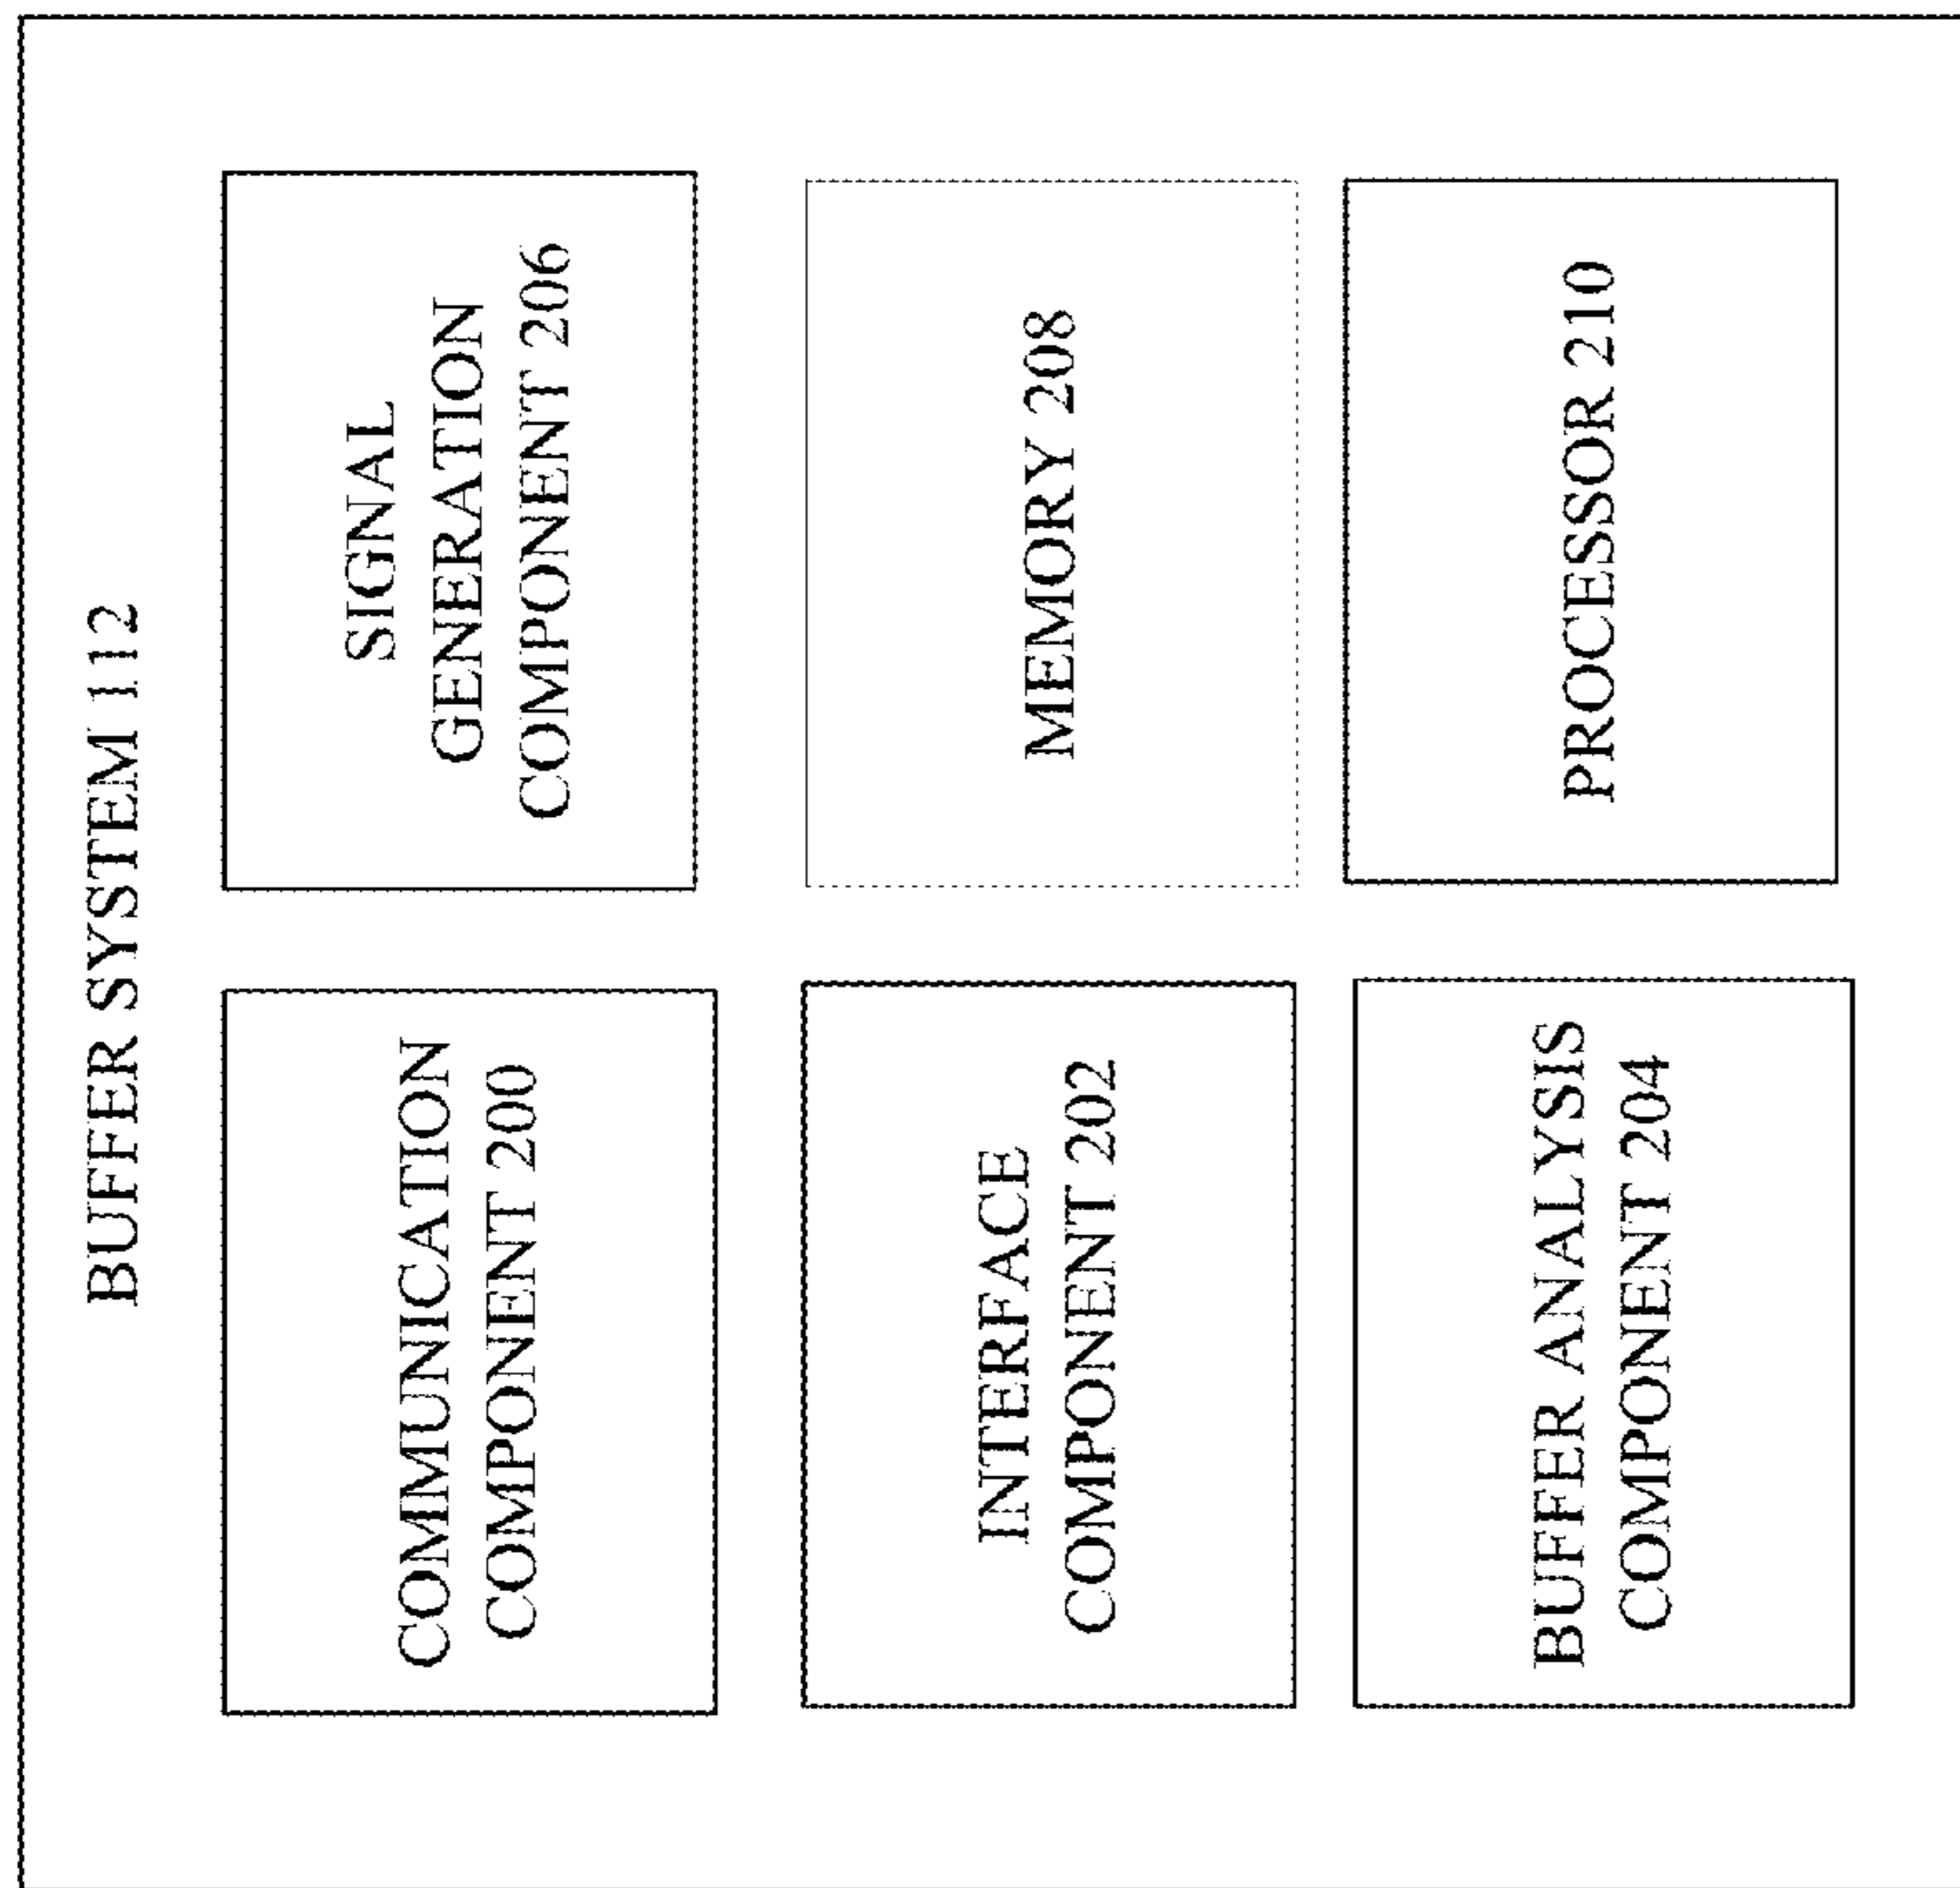 BUFFER SYSTEM 112
COMMUNICATION
COMPONENT 200
SIGNAL
GENERATION
COMPONENT 206
INTERFACE
COMPONENT 202
MEMORY 208
BUFFER ANALYSIS
COMPONENT 204
PROCESSOR 210